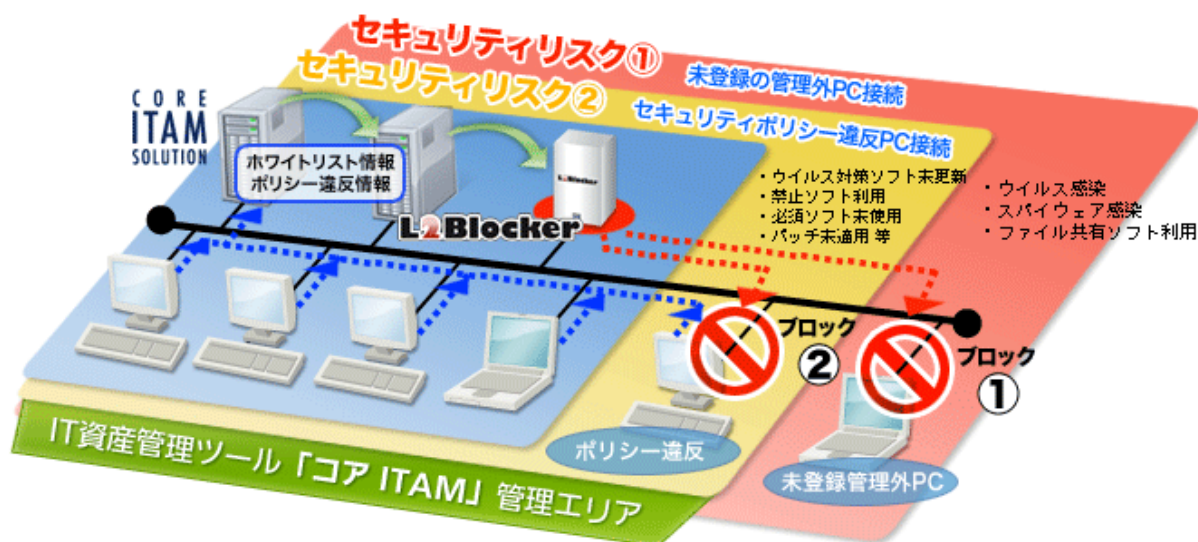 セキュリティリスク①
未登録の管理外PC接続
セキュリティリスク②
セキュリティポリシー違反PC接続
CORE
ITAM
SOLUTION
ホワイトリスト情報
ポリシー違反情報
L2Blocker
L2Blocker
・ウイルス対策ソフト未更新
・禁止ソフト利用
・必須ソフト未使用
・パッチ未適用 等
・ウイルス感染
・スパイウェア感染
・ファイル共有ソフト利用
ブロック
②
ブロック
①
ポリシー違反
未登録管理外PC
IT資産管理ツール「コア ITAM」管理エリア